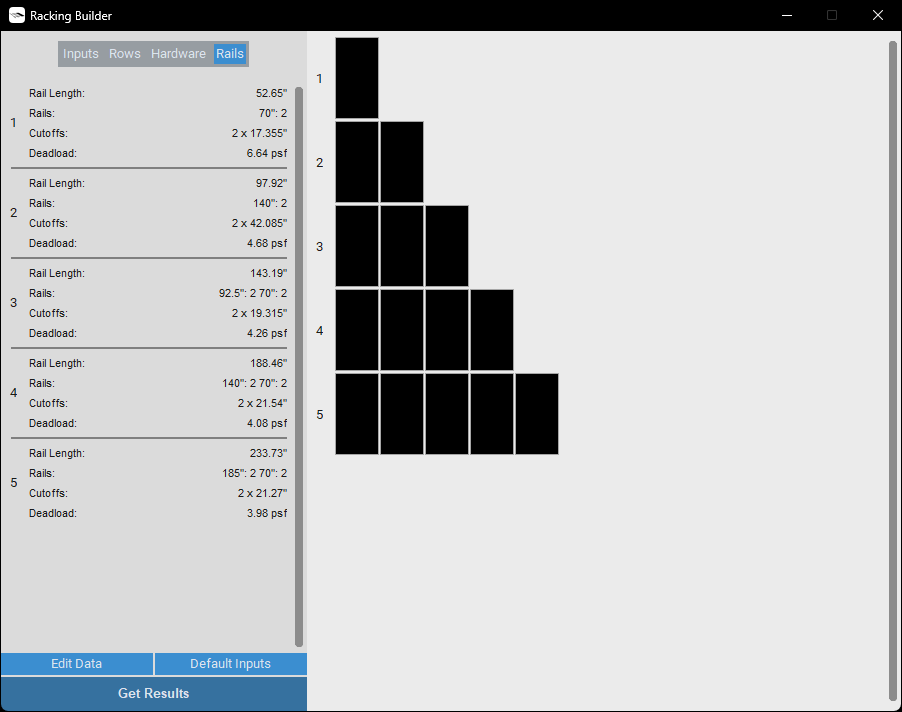 Racking Builder
Inputs Rows Hardware Rails
1
Rail Length: 52.65"
Rails: 70": 2
Cutoffs: 2 x 17.355"
Deadload: 6.64 psf
2
Rail Length: 97.92"
Rails: 140": 2
Cutoffs: 2 x 42.085"
Deadload: 4.68 psf
3
Rail Length: 143.19"
Rails: 92.5": 2 70": 2
Cutoffs: 2 x 19.315"
Deadload: 4.26 psf
4
Rail Length: 188.46"
Rails: 140": 2 70": 2
Cutoffs: 2 x 21.54"
Deadload: 4.08 psf
5
Rail Length: 233.73"
Rails: 185": 2 70": 2
Cutoffs: 2 x 21.27"
Deadload: 3.98 psf
Edit Data Default Inputs
Get Results
1
2
3
4
5